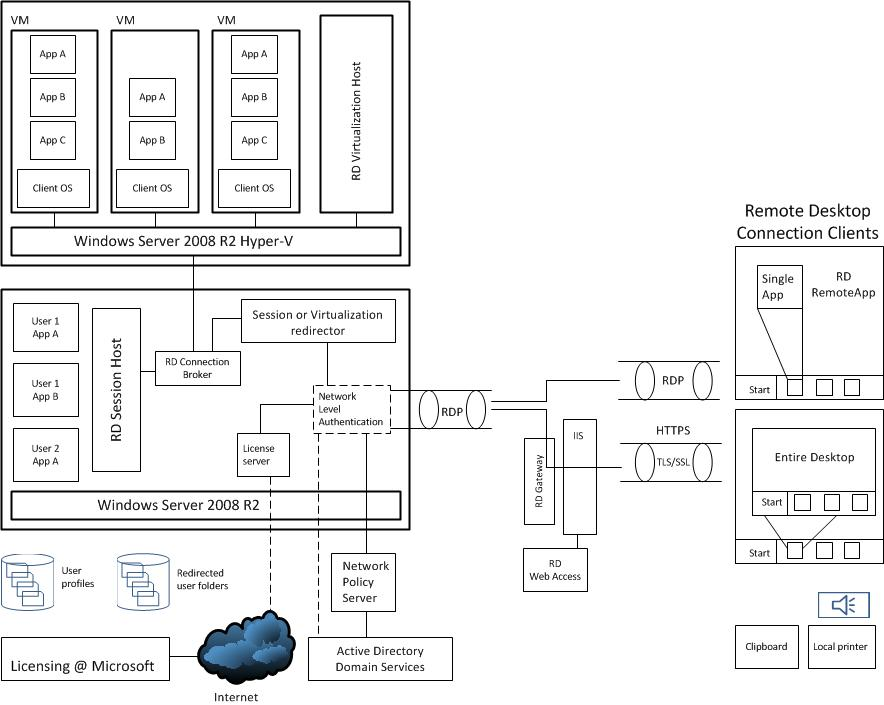 VM
VM
VM
App A
App B
App C
Client OS
App A
App B
Client OS
App A
App B
App C
Client OS
RD Virtualization Host
Windows Server 2008 R2 Hyper-V
User 1
App A
User 1
App B
User 2
App A
RD Session Host
RD Connection
Broker
Session or Virtualization
redirector
Network
Level
Authentication
License
server
Windows Server 2008 R2
RDP
RD Gateway
IIS
RD
Web Access
RDP
HTTPS
TLS/SSL
Remote Desktop
Connection Clients
Single
App
RD
RemoteApp
Start
Entire Desktop
Start
Start
Clipboard
Local printer
User
profiles
Redirected
user folders
Network
Policy
Server
Licensing @ Microsoft
Internet
Active Directory
Domain Services